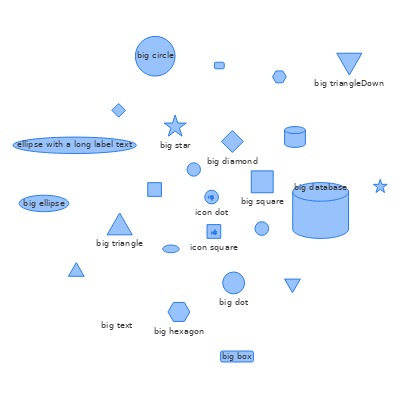 big circle
big triangleDown
ellipse with a long label text
big star
big diamond
big database
big ellipse
big square
icon dot
big triangle
icon square
big dot
big text
big hexagon
big box